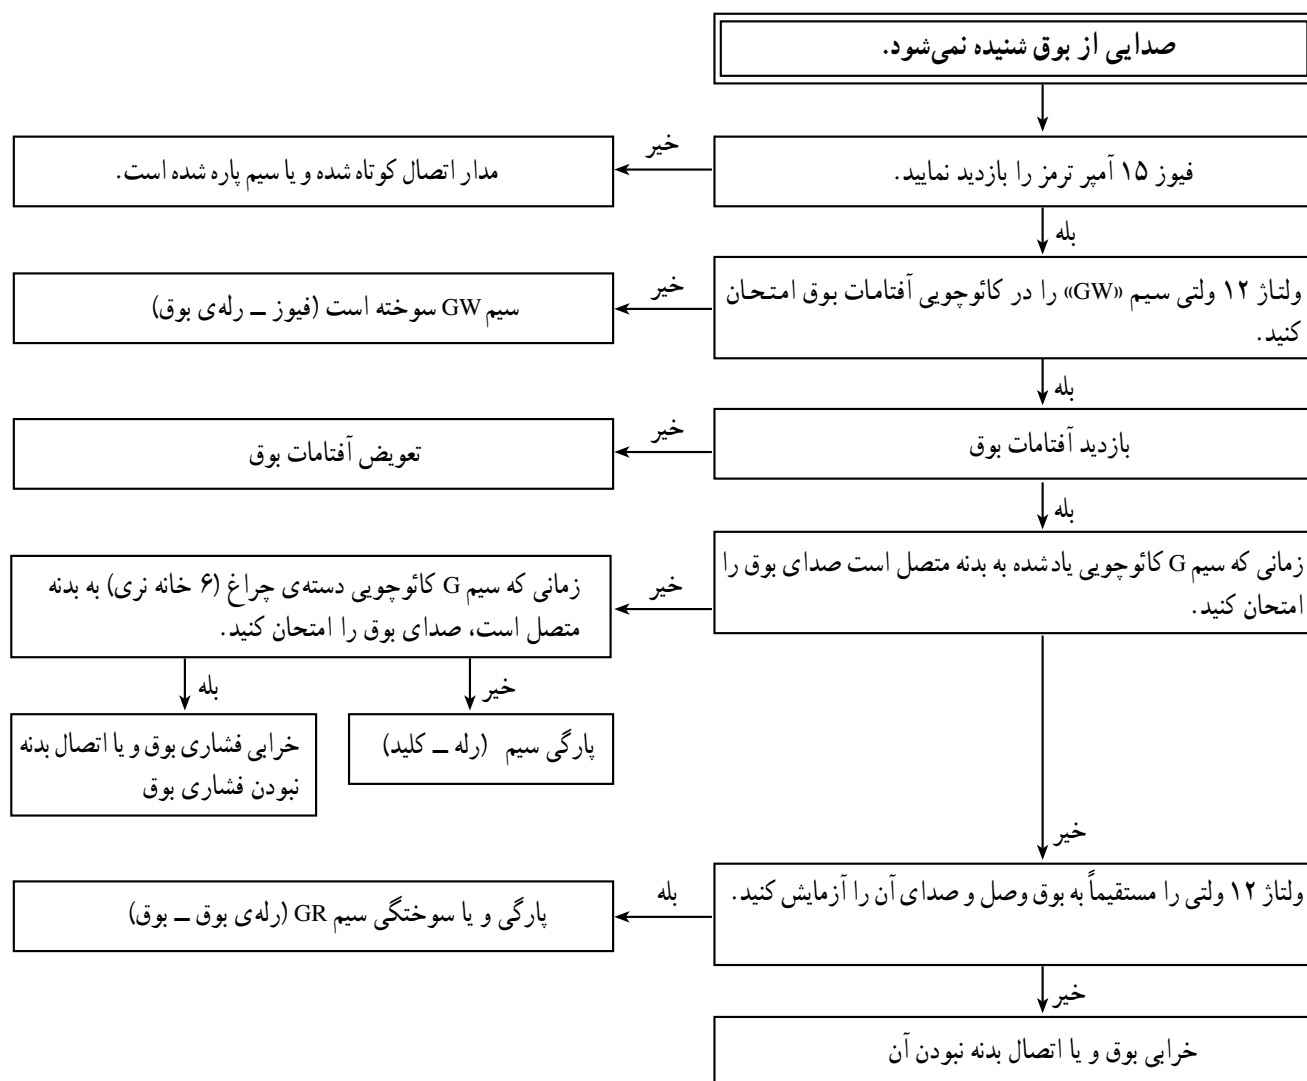 صدایی از بوق شنیده نمی‌شود.
فیوز ۱۵ آمپر ترمز را بازدید نمایید.
خیر
مدار اتصال کوتاه شده و یا سیم پاره شده است.
بله
ولتاژ ۱۲ ولتی سیم «GW» را در کائوچویی آفتامات بوق امتحان
کنید.
خیر
سیم GW سوخته است (فیوز – رله‌ی بوق)
بله
بازدید آفتامات بوق
خیر
تعویض آفتامات بوق
بله
زمانی که سیم G کائوچویی یادشده به بدنه متصل است صدای بوق را
امتحان کنید.
خیر
زمانی که سیم G کائوچویی دسته‌ی چراغ (۶ خانه نری) به بدنه
متصل است، صدای بوق را امتحان کنید.
خیر
پارگی سیم (رله – کلید)
بله
خرابی فشاری بوق و یا اتصال بدنه
نبودن فشاری بوق
خیر
ولتاژ ۱۲ ولتی را مستقیماً به بوق وصل و صدای آن را آزمایش کنید.
بله
پارگی و یا سوختگی سیم GR (رله‌ی بوق – بوق)
خیر
خرابی بوق و یا اتصال بدنه نبودن آن